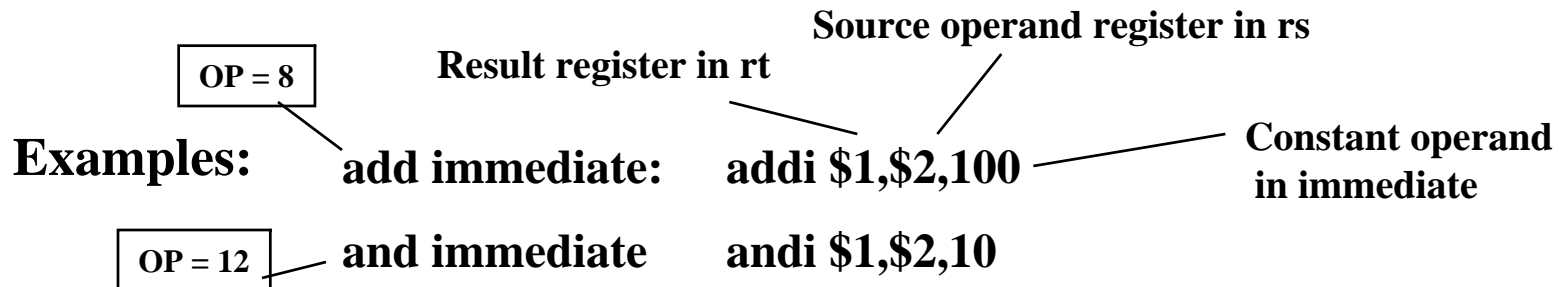 Source operand register in rs
OP = 8
Result register in rt
Examples:
add immediate:
addi $1,$2,100
Constant operand
in immediate
OP = 12
and immediate
andi $1,$2,10